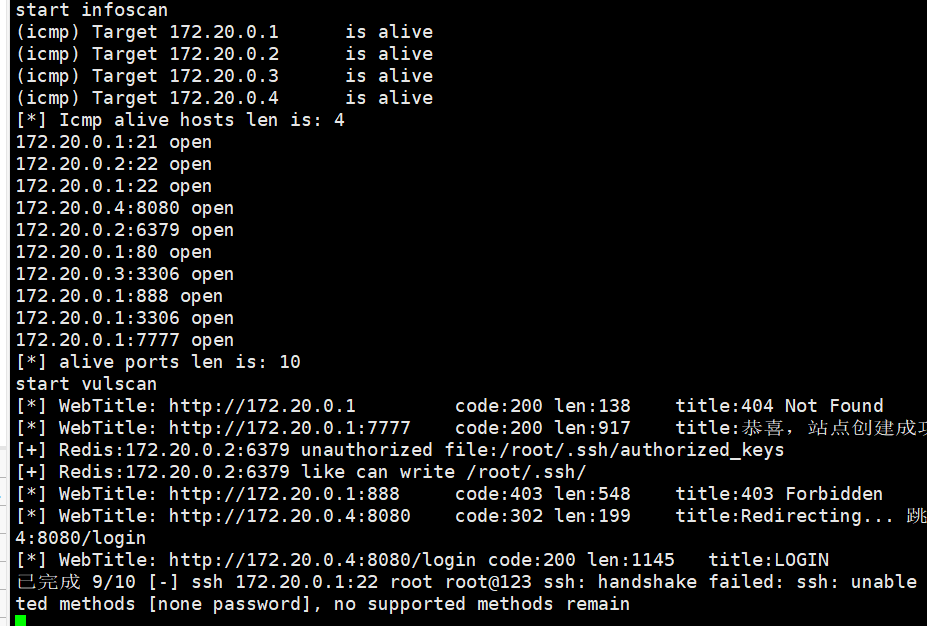 start infoscan
(icmp) Target 172.20.0.1      is alive
(icmp) Target 172.20.0.2      is alive
(icmp) Target 172.20.0.3      is alive
(icmp) Target 172.20.0.4      is alive
[*] Icmp alive hosts len is: 4
172.20.0.1:21 open
172.20.0.2:22 open
172.20.0.1:22 open
172.20.0.4:8080 open
172.20.0.2:6379 open
172.20.0.1:80 open
172.20.0.3:3306 open
172.20.0.1:888 open
172.20.0.1:3306 open
172.20.0.1:7777 open
[*] alive ports len is: 10
start vulscan
[*] WebTitle: http://172.20.0.1         code:200 len:138    title:404 Not Found
[*] WebTitle: http://172.20.0.1:7777    code:200 len:917    title:恭喜，站点创建成功
[+] Redis:172.20.0.2:6379 unauthorized file:/root/.ssh/authorized_keys
[+] Redis:172.20.0.2:6379 like can write /root/.ssh/
[*] WebTitle: http://172.20.0.1:888     code:403 len:548    title:403 Forbidden
[*] WebTitle: http://172.20.0.4:8080    code:302 len:199    title:Redirecting... 跳
4:8080/login
[*] WebTitle: http://172.20.0.4:8080/login code:200 len:1145   title:LOGIN
已完成 9/10 [-] ssh 172.20.0.1:22 root root@123 ssh: handshake failed: ssh: unable
ted methods [none password], no supported methods remain